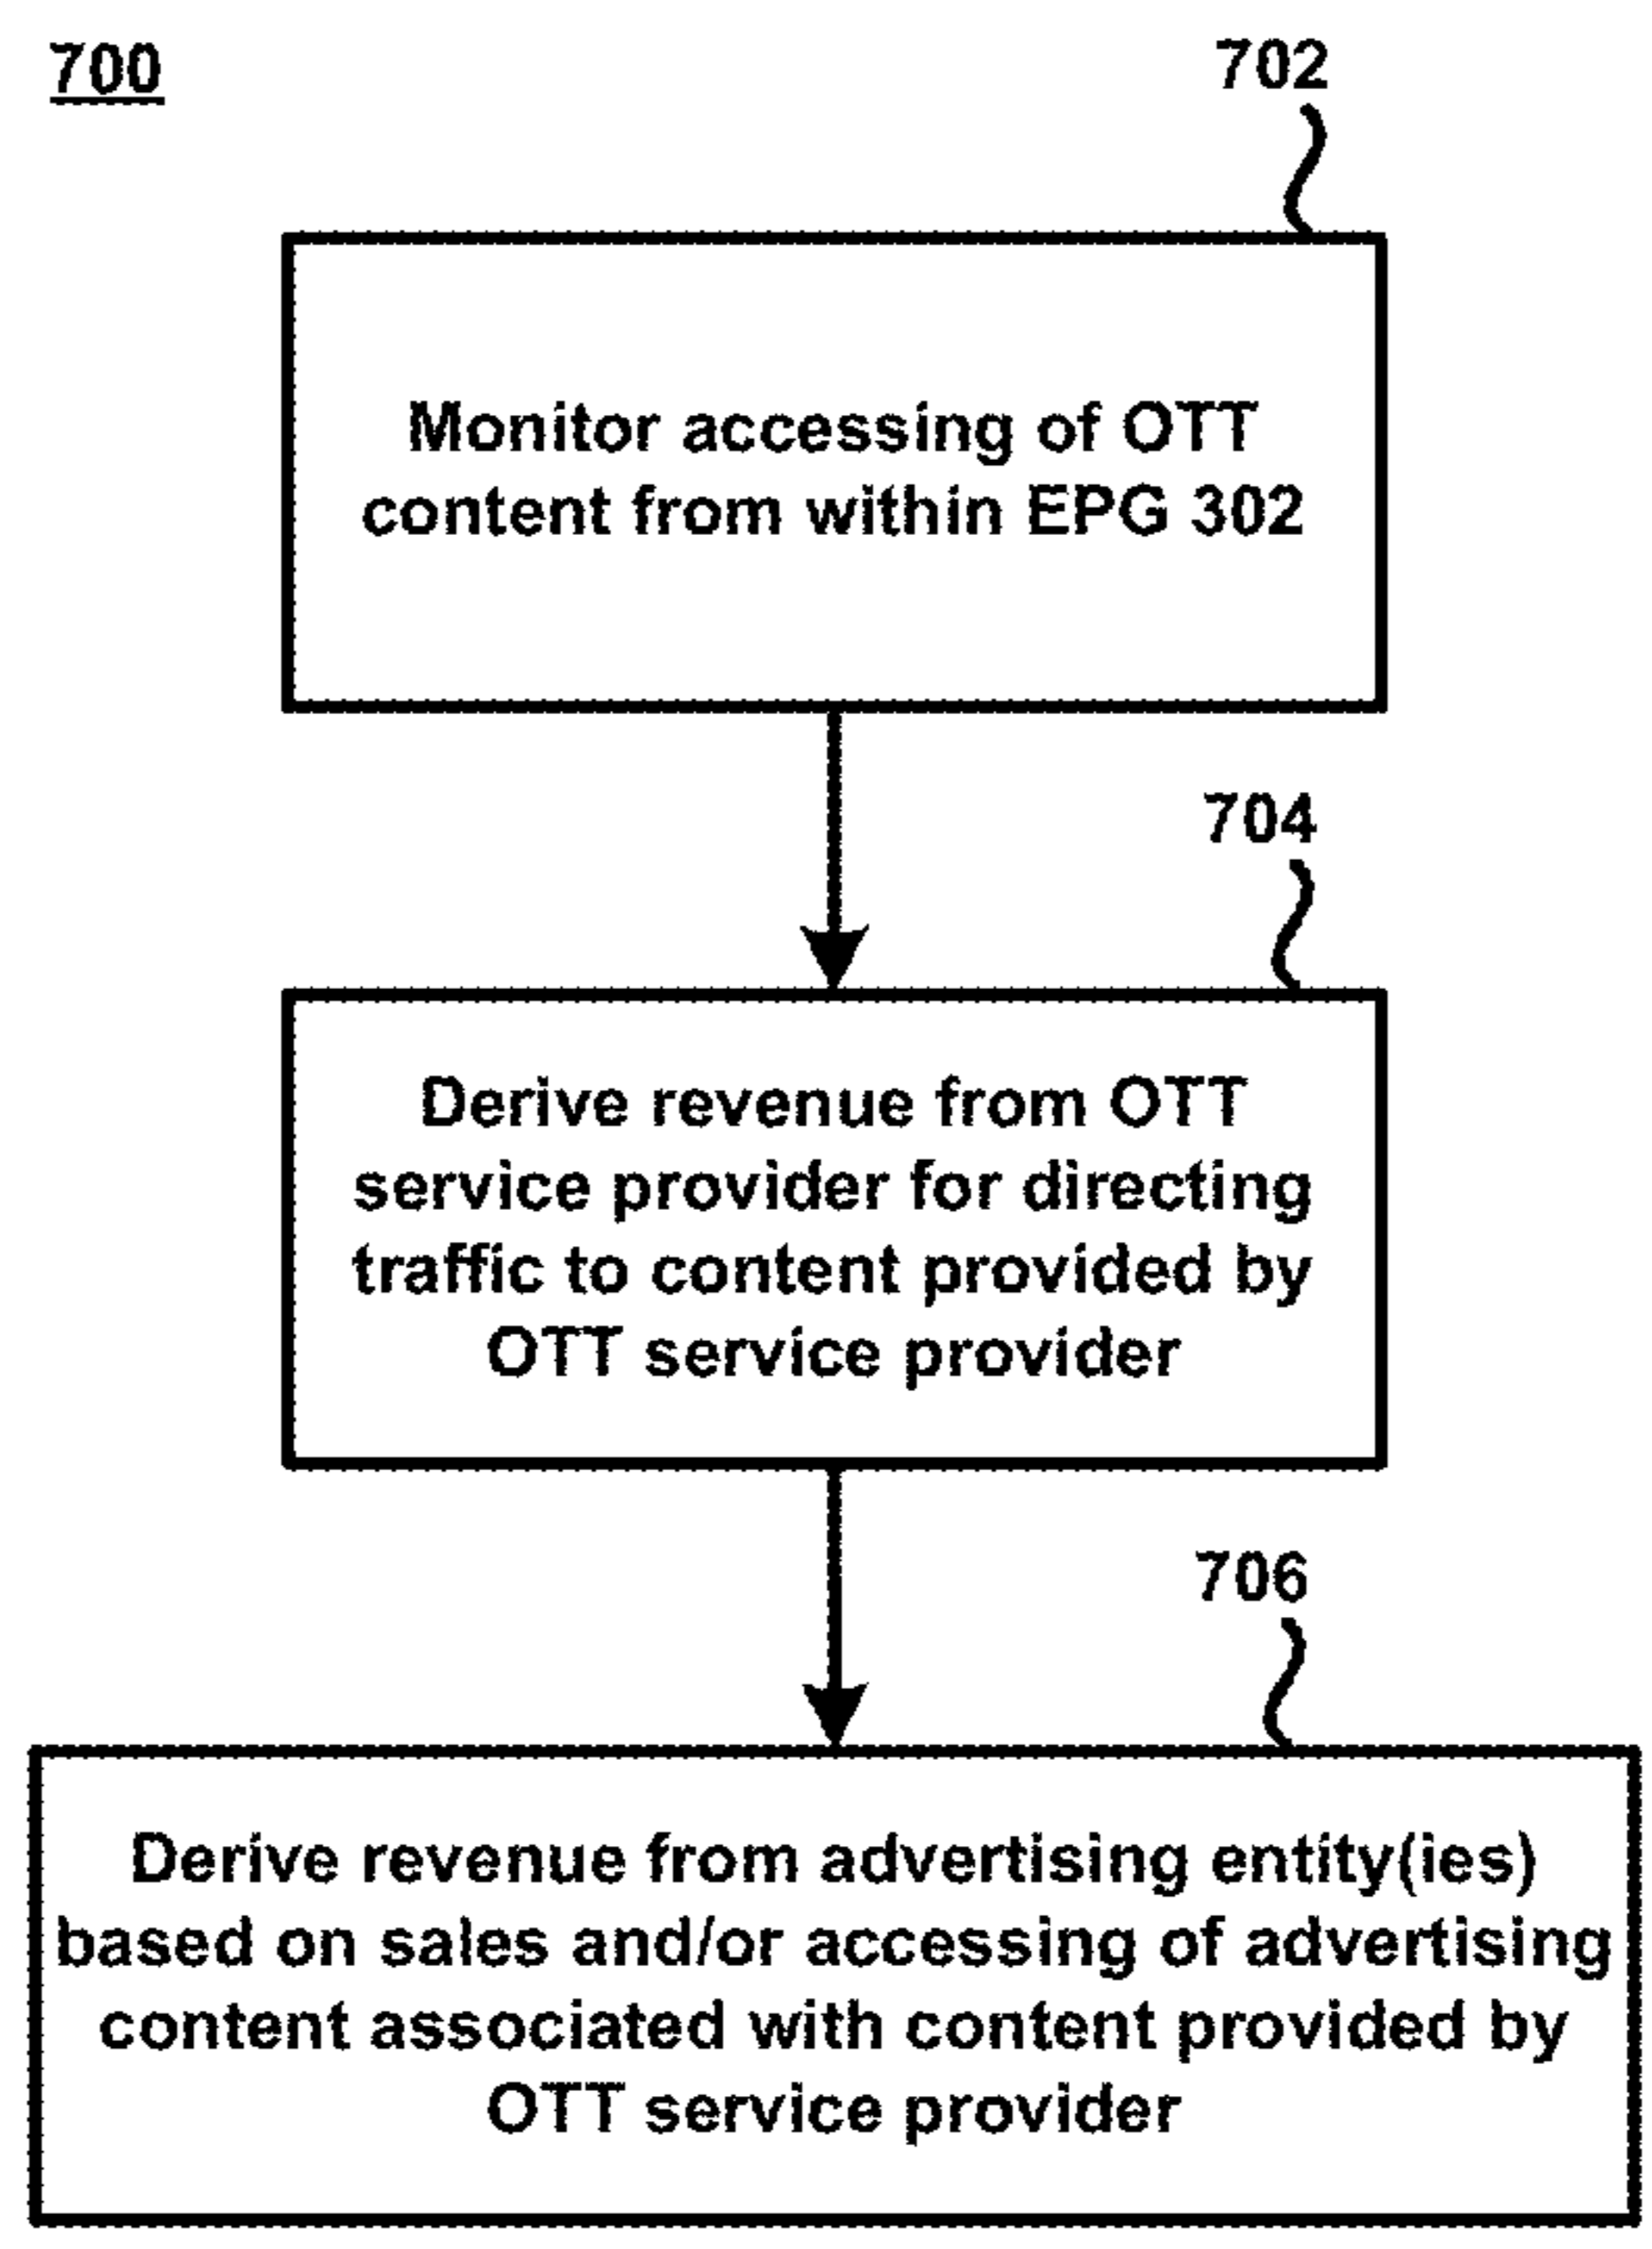 700
702
Monitor accessing of OTT
content from within EPG 302
704
Derive revenue from OTT
service provider for directing
traffic to content provided by
OTT service provider
706
Derive revenue from advertising entity(ies)
based on sales and/or accessing of advertising
content associated with content provided by
OTT service provider